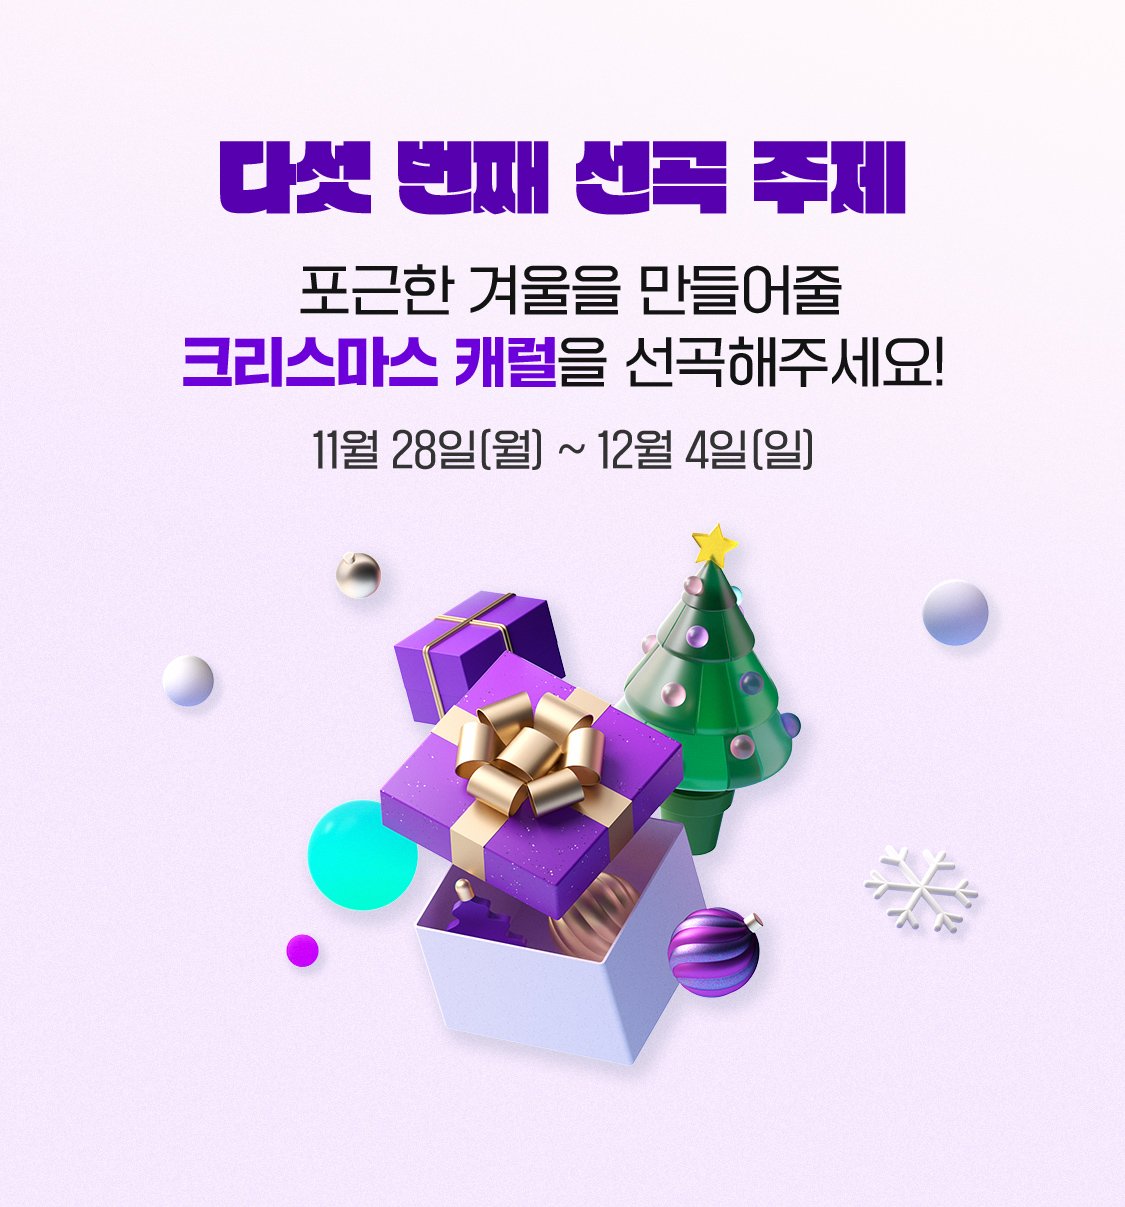 다섯 번째 선곡 주제
포근한 겨울을 만들어줄
크리스마스 캐럴을 선곡해주세요!
11월 28일(월) ~ 12월 4일(일)